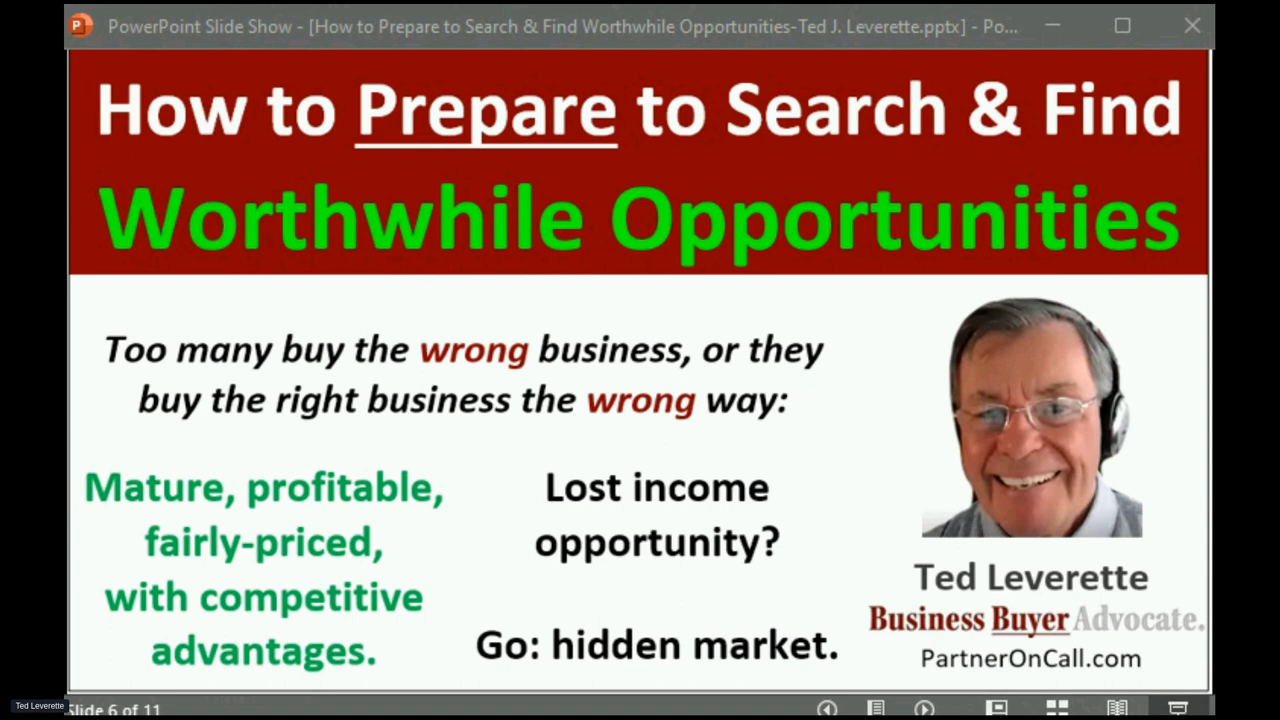 PowerPoint Slide Show - [How to Prepare to Search & Find Worthwhile Opportunities-Ted J. Leverette.pptx] - Po...
How to Prepare to Search & Find
Worthwhile Opportunities
Too many buy the wrong business, or they
buy the right business the wrong way:
Mature, profitable,
fairly-priced,
with competitive
advantages.
Lost income
opportunity?
Go: hidden market.
Ted Leverette
Business Buyer Advocate.
PartnerOnCall.com
Ted Leverette
Slide 6 of 11